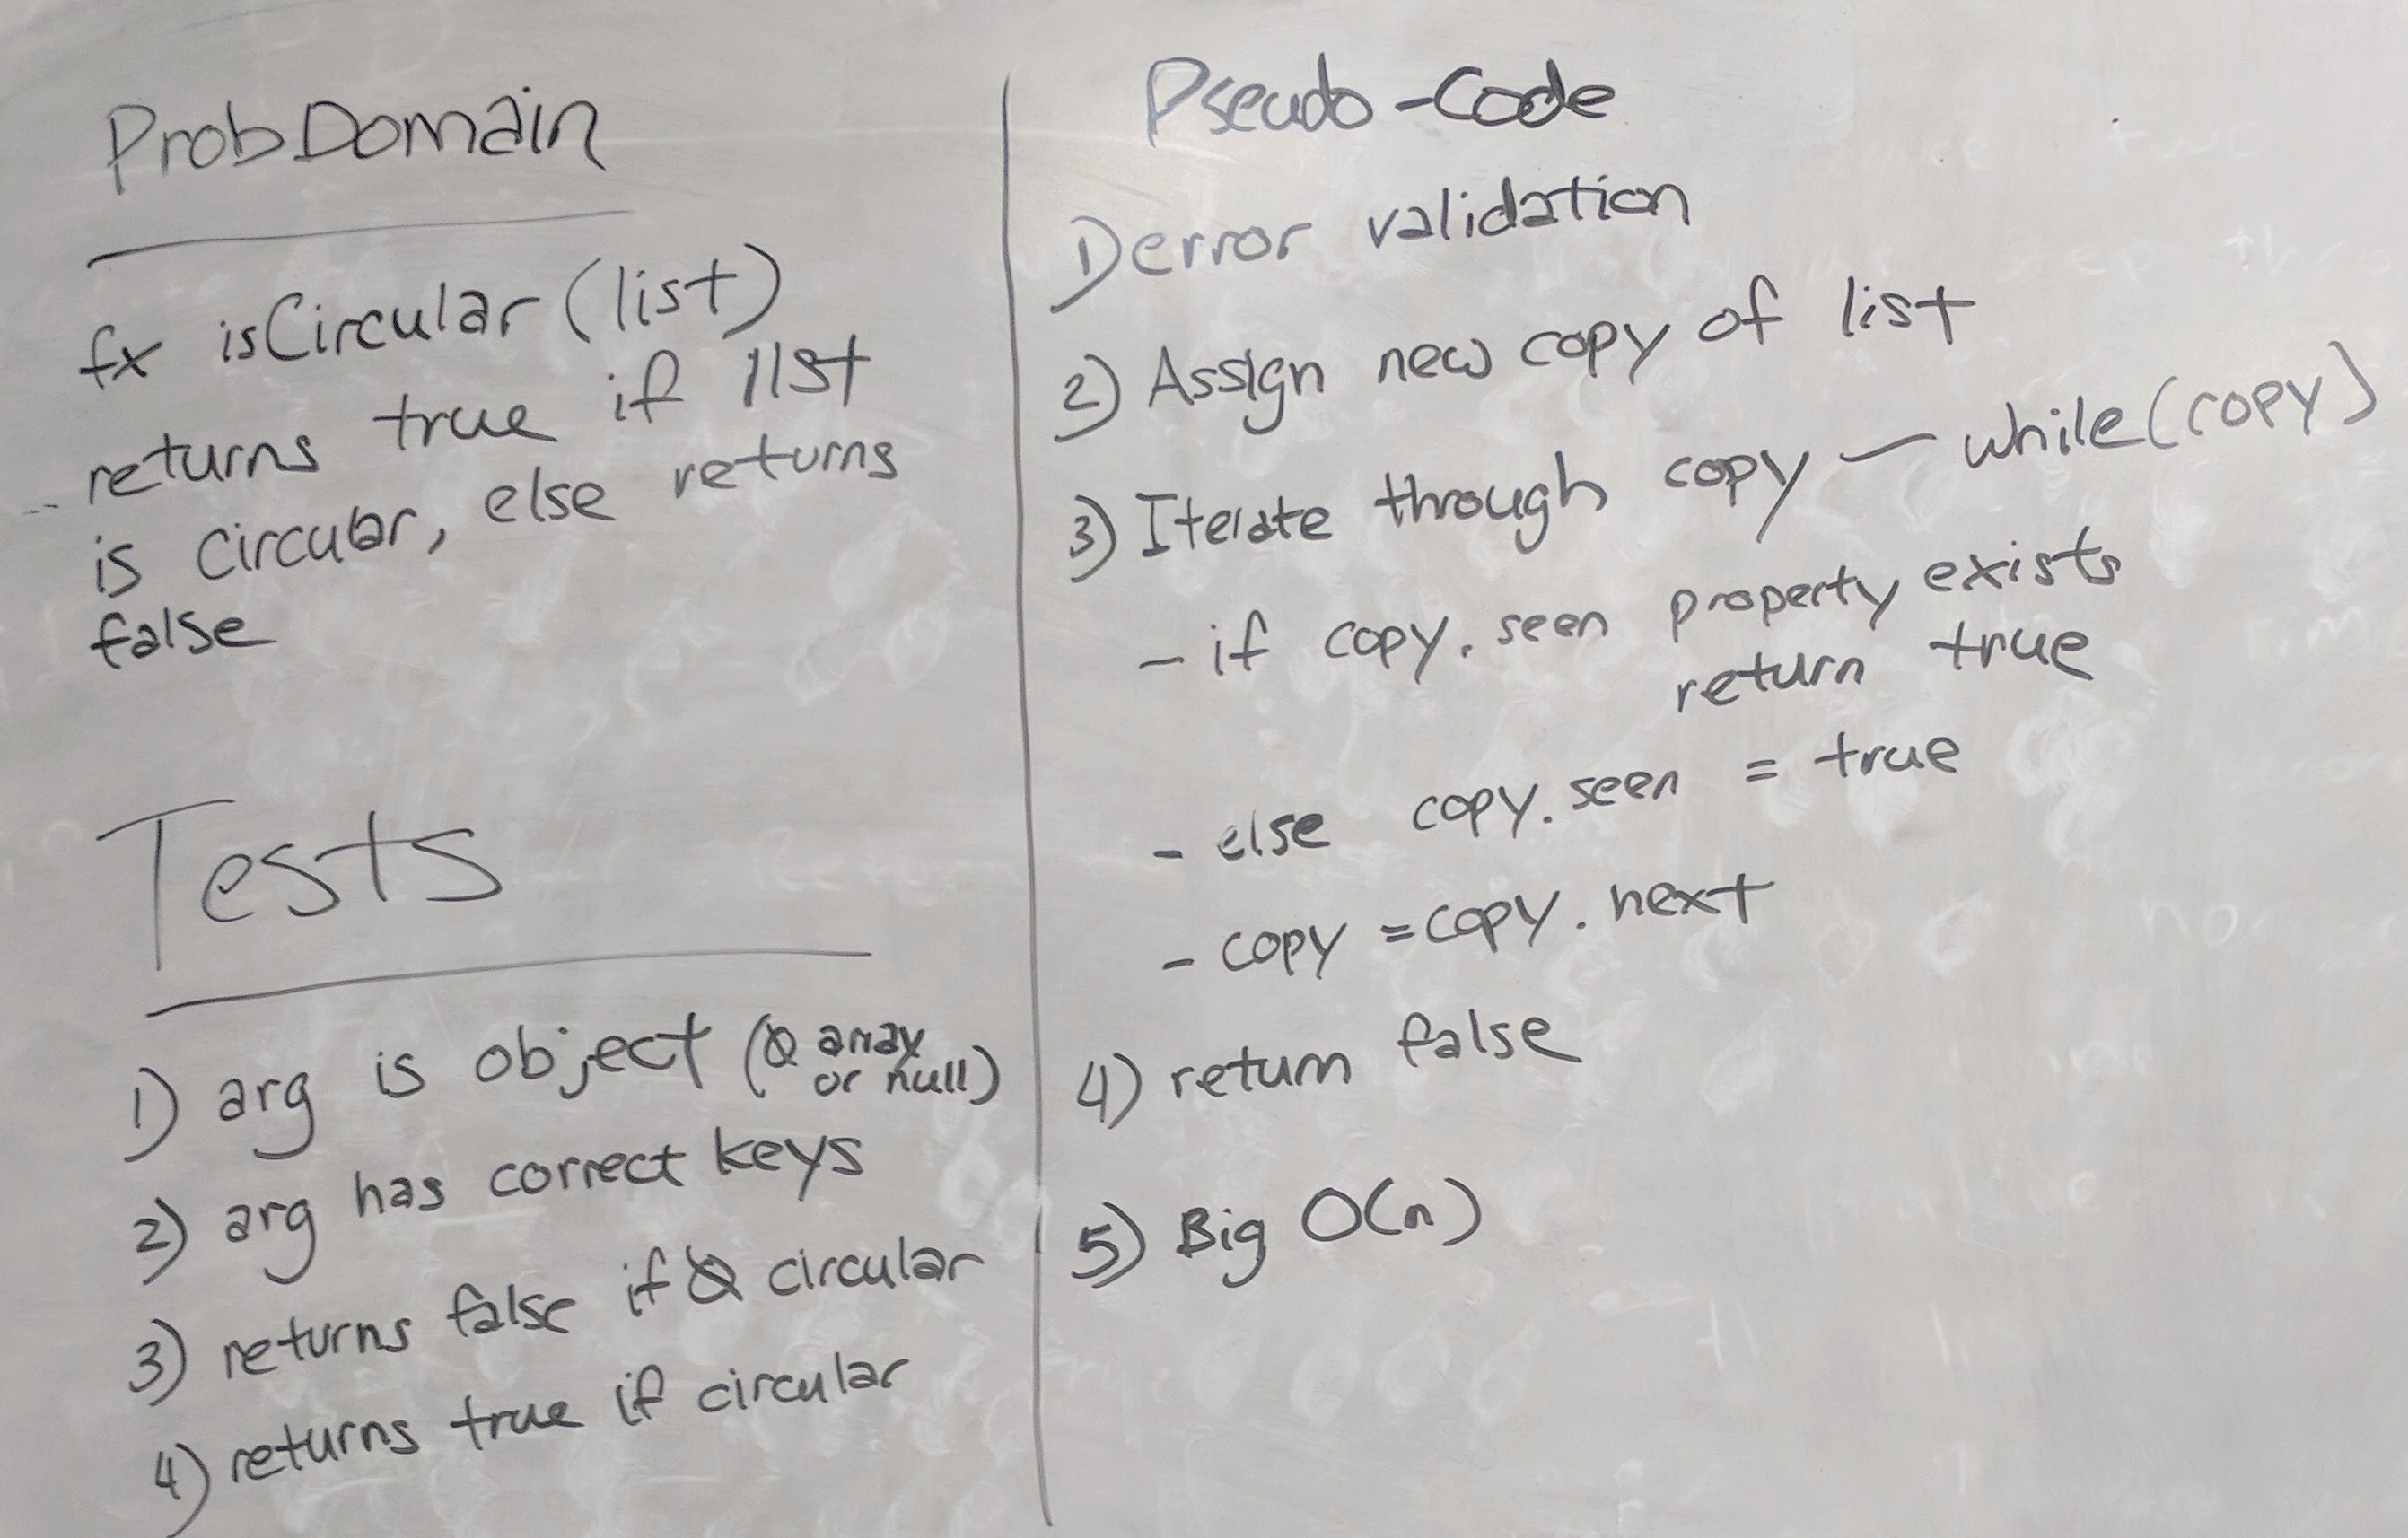 Prob Domain
fx isCircular (list)
returns true if list
is circular, else returns
false
Tests
1) arg is object (Ø array
or null)
2) arg has correct keys
3) returns false if Ø circular
4) returns true if circular
Pseudo-Code
1) error validation
2) Assign new copy of list
3) Iterate through copy — while(copy)
- if copy.seen property exists
return true
- else copy.seen = true
- copy = copy.next
4) return false
5) Big O(n)